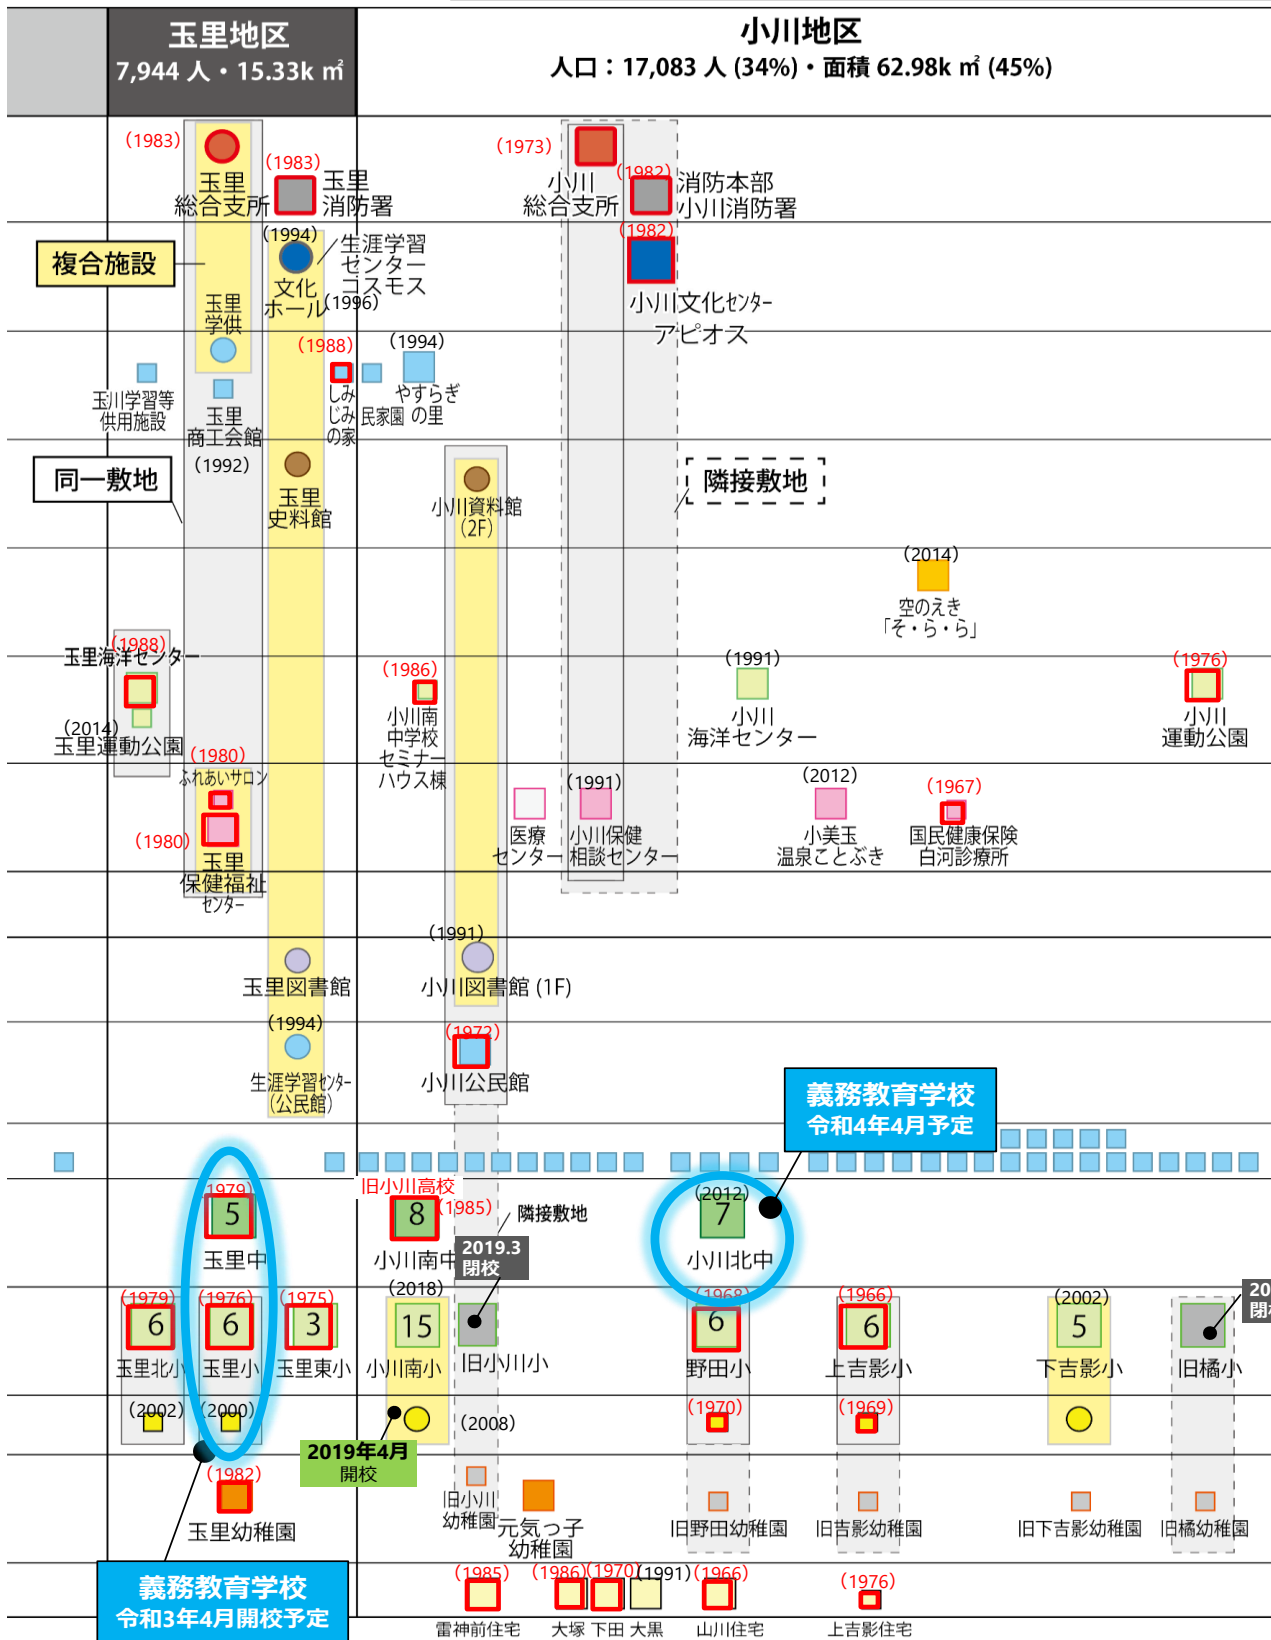 玉里地区
7,944 人・15.33k ㎡
小川地区
人口：17,083 人 (34%)・面積 62.98k ㎡ (45%)
（1983）
玉里
総合支所
（1983）
玉里
消防署
（1973）
小川
総合支所
（1982）
消防本部
小川消防署
複合施設
（1994）
文化
ホール
生涯学習
センター
コスモス
（1996）
（1982）
小川文化ｾﾝﾀｰ
アピオス
玉里
学供
玉川学習等
供用施設
玉里
商工会館
（1992）
（1988）
しみ
じみ
の家
民家園
（1994）
やすらぎ
の里
同一敷地
玉里
史料館
小川資料館
（2F）
隣接敷地
（2014）
空のえき
「そ・ら・ら」
（1988）
玉里海洋センター
（2014）
玉里運動公園
（1986）
小川南
中学校
セミナー
ハウス棟
（1991）
小川
海洋センター
（1976）
小川
運動公園
（1980）
ふれあいサロン
（1980）
玉里
保健福祉
センター
医療
センター
（1991）
小川保健
相談センター
（2012）
小美玉
温泉ことぶき
（1967）
国民健康保険
白河診療所
玉里図書館
（1991）
小川図書館 (1F)
（1994）
生涯学習ｾﾝﾀｰ
（公民館）
（1972）
小川公民館
義務教育学校
令和4年4月予定
（1979）
5
玉里中
旧小川高校
（1985）
8
小川南中
隣接敷地
2019.3
閉校
（2012）
7
小川北中
（1979）
6
玉里北小
（1976）
6
玉里小
（1975）
3
玉里東小
（2018）
15
小川南小
旧小川小
（1968）
6
野田小
（1966）
6
上吉影小
（2002）
5
下吉影小
旧橘小
20
閉校
（2002）
（2000）
2019年4月
開校
（2008）
（1970）
（1969）
（1982）
玉里幼稚園
旧小川
幼稚園
元気っ子
幼稚園
旧野田幼稚園
旧吉影幼稚園
旧下吉影幼稚園
旧橘幼稚園
義務教育学校
令和3年4月開校予定
（1985）
雷神前住宅
（1986）
大塚
（1970）
下田
（1991）
大黒
（1966）
山川住宅
（1976）
上吉影住宅